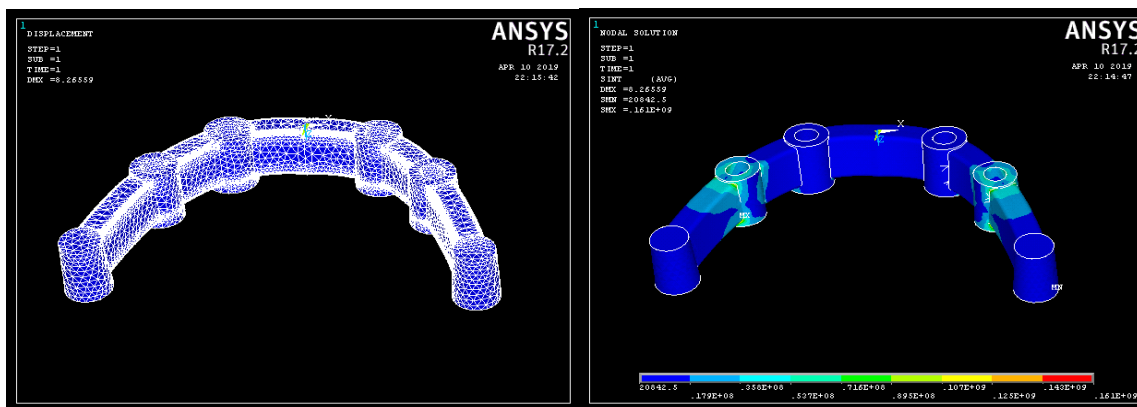 1
DISPLACEMENT
STEP=1
SUB =1
TIME=1
DMX =8.26559
ANSYS
R17.2
APR 10 2019
22:15:42
X
1
NODAL SOLUTION
STEP=1
SUB =1
TIME=1
SINT (AVG)
DMX =8.26559
SMN =20842.5
SMX =.161E+09
ANSYS
R17.2
APR 10 2019
22:14:47
X
MX
MN
20842.5 .358E+08 .716E+08 .107E+09 .143E+09
.179E+08 .537E+08 .895E+08 .125E+09 .161E+09